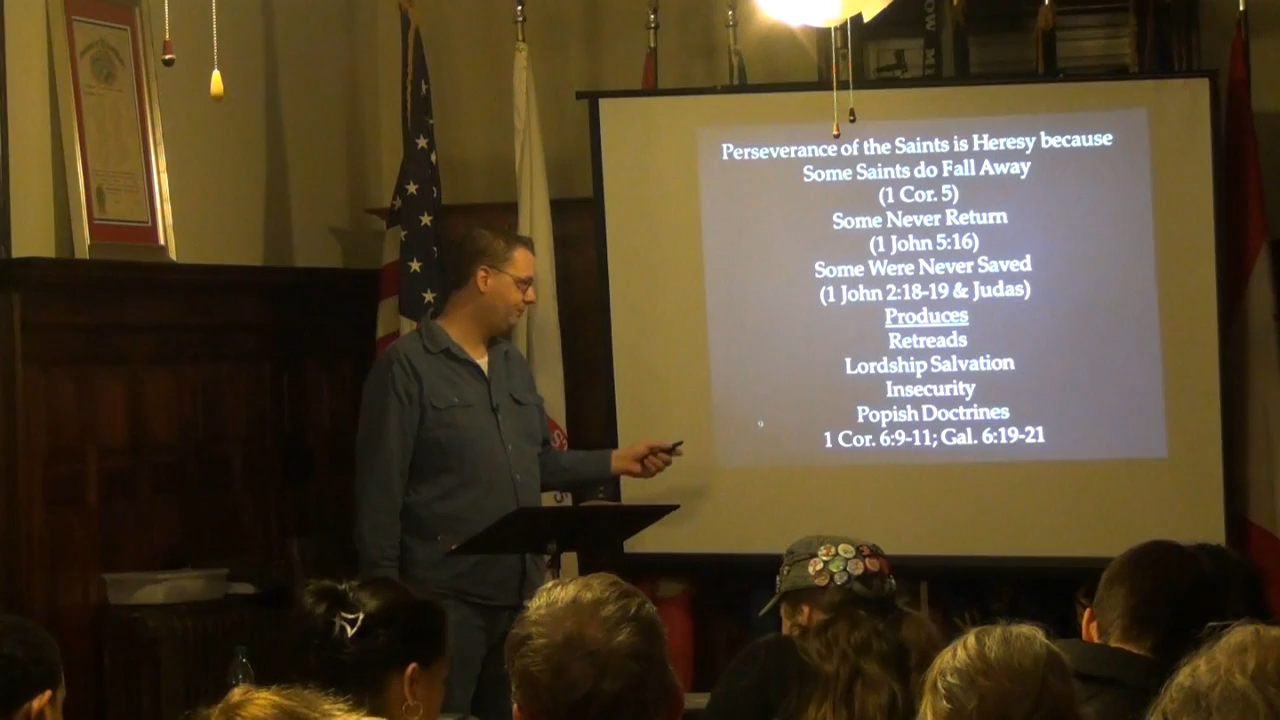 Perseverance of the Saints is Heresy because
Some Saints do Fall Away
(1 Cor. 5)
Some Never Return
(1 John 5:16)
Some Were Never Saved
(1 John 2:18-19 & Judas)
Produces
Retreads
Lordship Salvation
Insecurity
Popish Doctrines
1 Cor. 6:9-11; Gal. 6:19-21
9